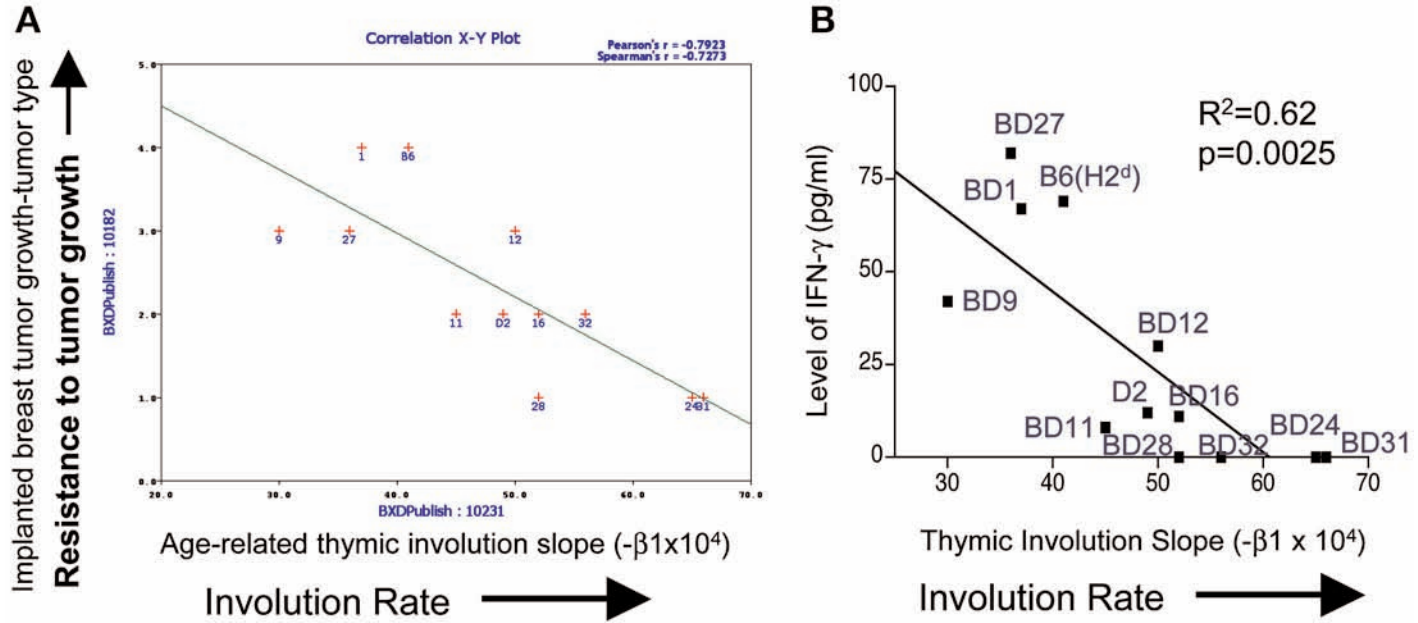 A
Implanted breast tumor growth-tumor type
Resistance to tumor growth
Correlation X-Y Plot
Pearson's r = -0.7923
Spearman's r = -0.7273
BXDPublish : 10182
5.0
4.0
3.0
2.0
1.0
0.0
1
B6
9
27
12
11
D2
16
32
28
24
31
20.0
30.0
40.0
50.0
60.0
70.0
BXDPublish : 10231
Age-related thymic involution slope (-β1x10⁴)
Involution Rate
B
Level of IFN-γ (pg/ml)
100
75
50
25
0
R²=0.62
p=0.0025
BD27
BD1
B6(H2ᵈ)
BD9
BD12
D2
BD16
BD11
BD28
BD32
BD24
BD31
30
40
50
60
70
Thymic Involution Slope (-β1 x 10⁴)
Involution Rate